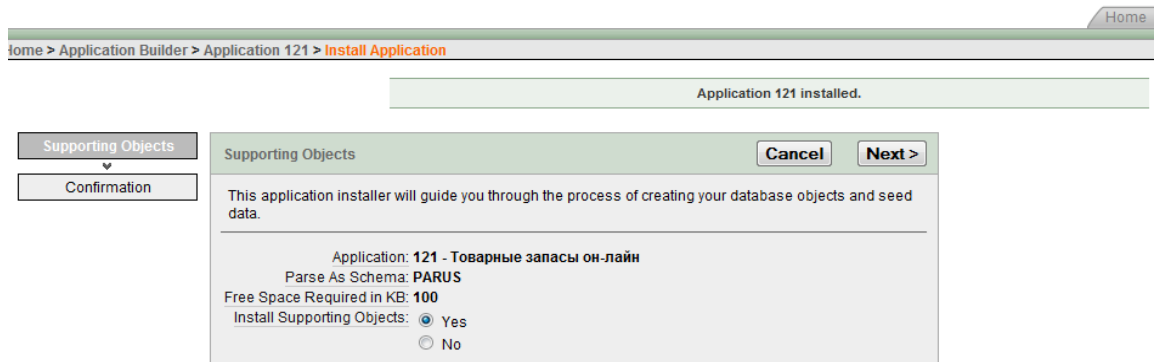 Home
Home > Application Builder > Application 121 > Install Application
Application 121 installed.
Supporting Objects
Confirmation
Supporting Objects
Cancel
Next >
This application installer will guide you through the process of creating your database objects and seed
data.
Application: 121 - Товарные запасы он-лайн
Parse As Schema: PARUS
Free Space Required in KB: 100
Install Supporting Objects: Yes
No